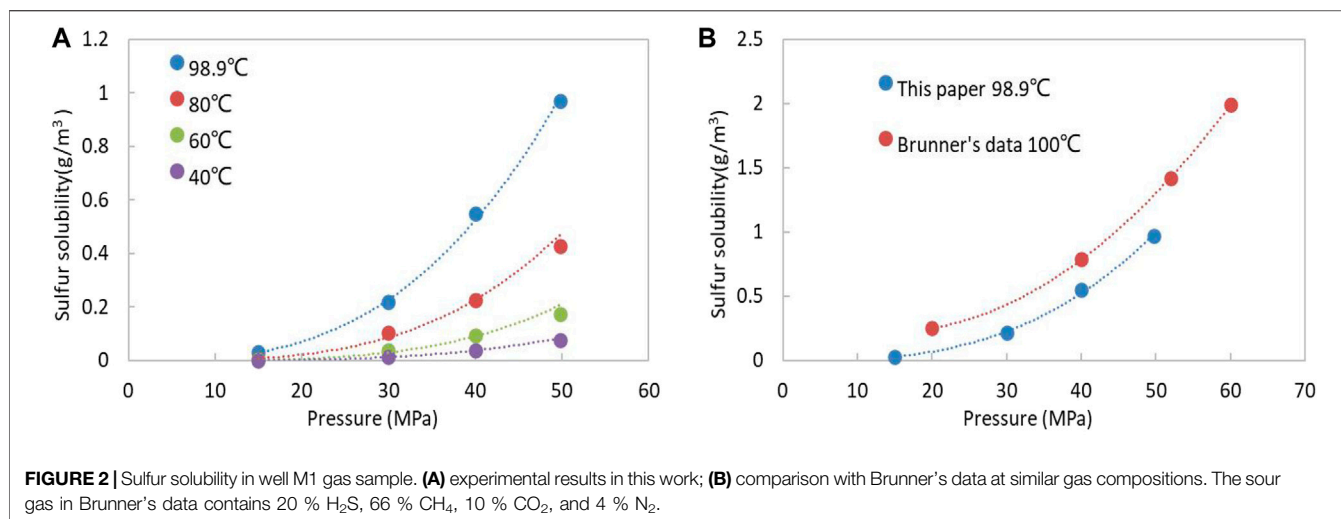 A
B
1.2
1
0.8
0.6
0.4
0.2
0
Sulfur solubility(g/m³)
98.9℃
80℃
60℃
40℃
0 10 20 30 40 50 60
Pressure (MPa)
2.5
2
1.5
1
0.5
0
Sulfur solubility(g/m³)
This paper 98.9℃
Brunner's data 100℃
0 10 20 30 40 50 60 70
Pressure (MPa)
FIGURE 2 | Sulfur solubility in well M1 gas sample. (A) experimental results in this work; (B) comparison with Brunner’s data at similar gas compositions. The sour
gas in Brunner’s data contains 20 % H₂S, 66 % CH₄, 10 % CO₂, and 4 % N₂.